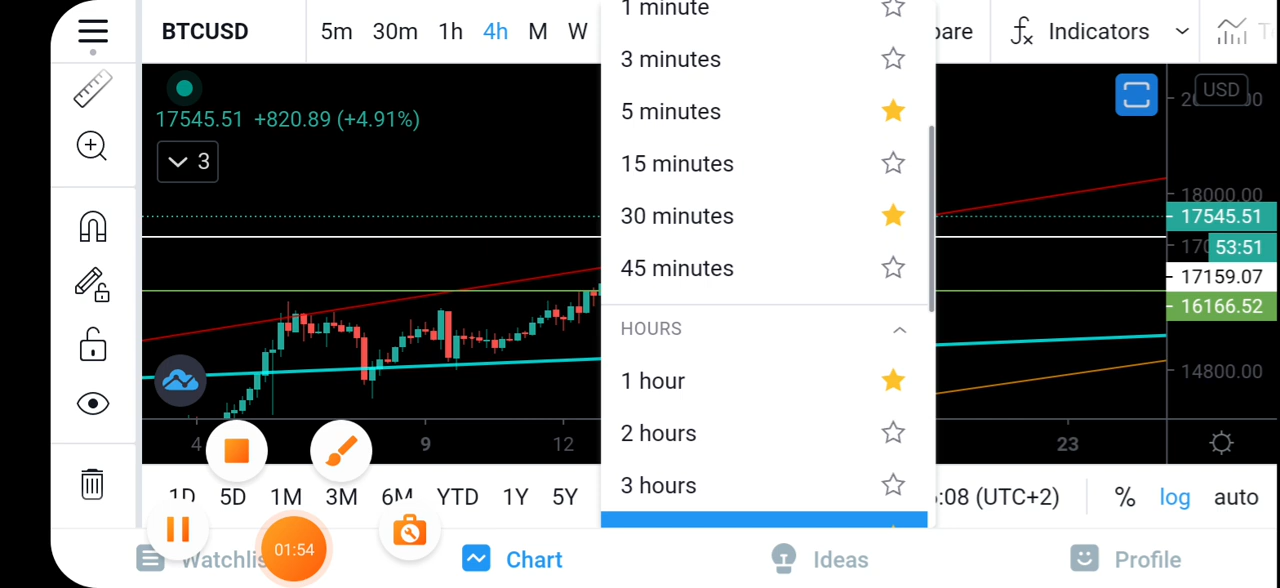 BTCUSD
5m 30m 1h 4h M W
pare
Indicators
17545.51 +820.89 (+4.91%)
3
1 minute
3 minutes
5 minutes
15 minutes
30 minutes
45 minutes
HOURS
1 hour
2 hours
3 hours
USD
18000.00
17545.51
53:51
17159.07
16166.52
14800.00
4 9 12 23
1D 5D 1M 3M 6M YTD 1Y 5Y
:08 (UTC+2) % log auto
01:54
Watchlis
Chart
Ideas
Profile